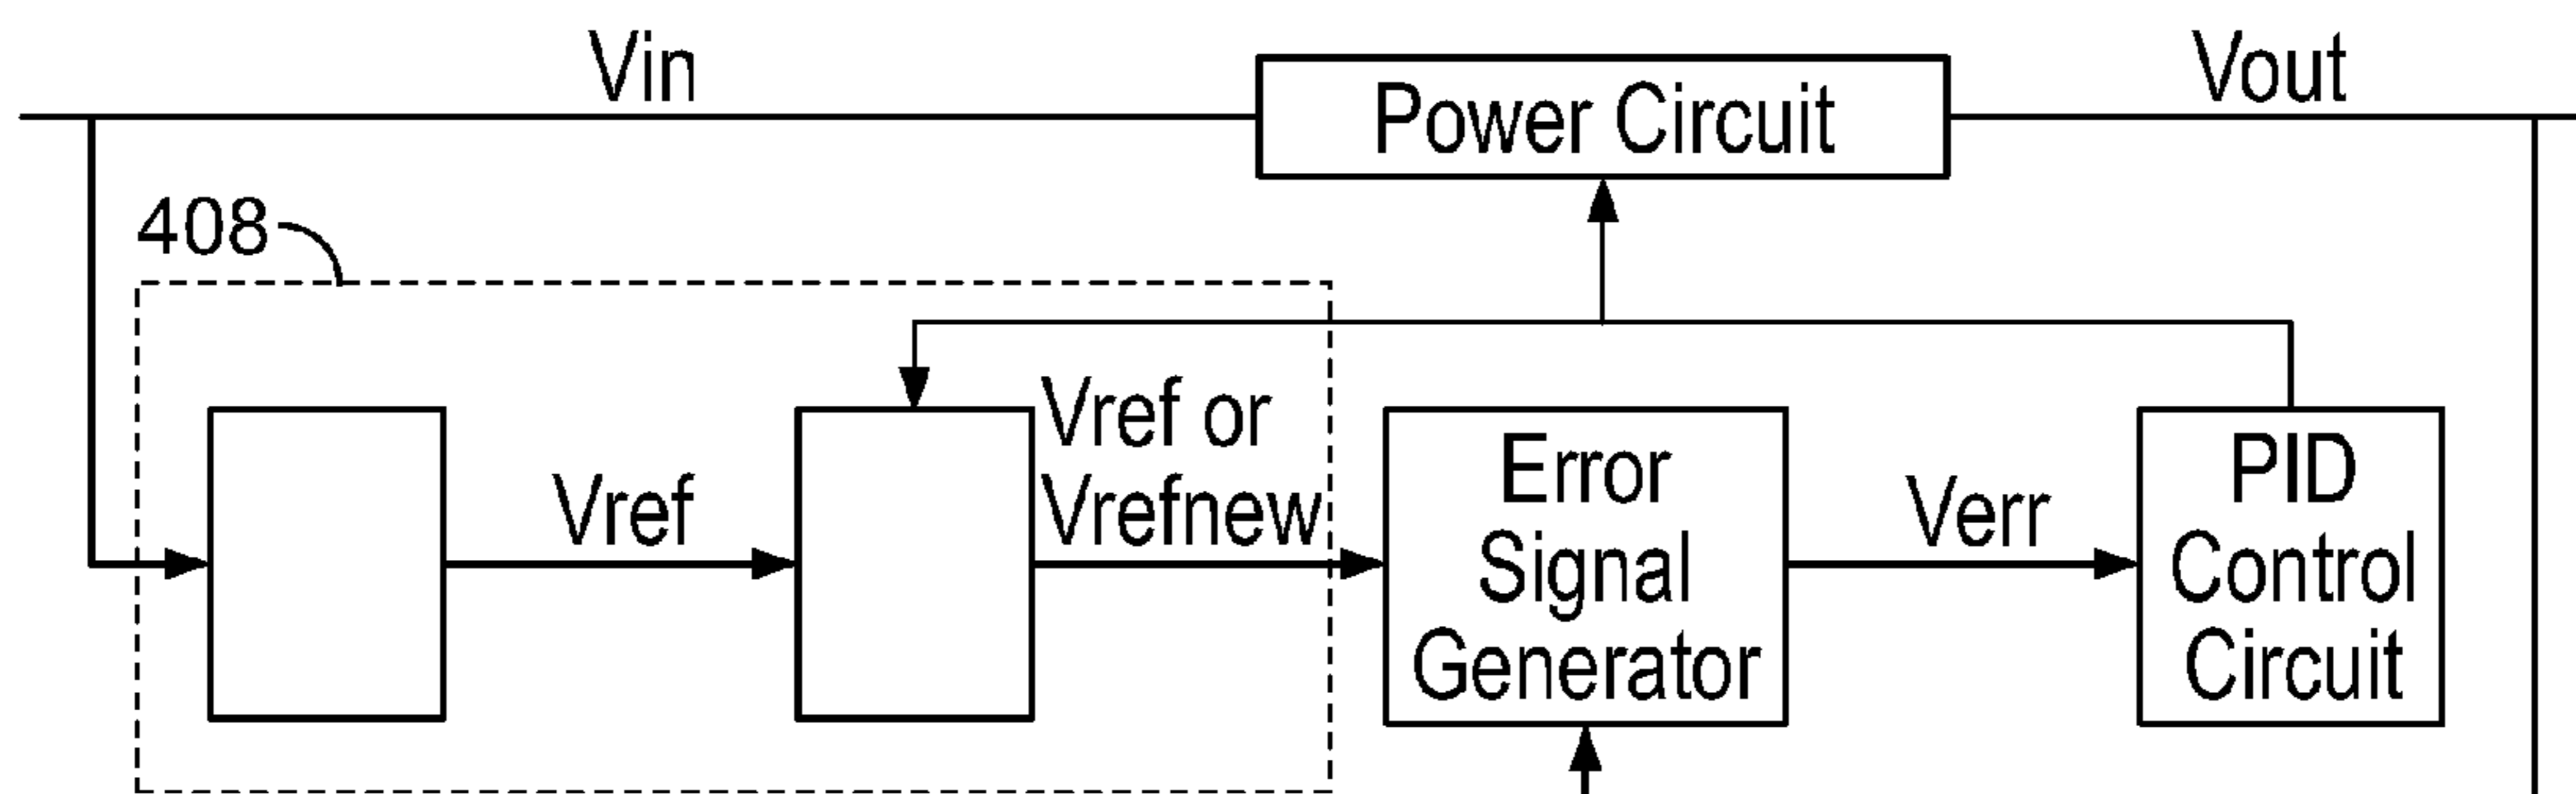 Vin
Power Circuit
Vout
408
Vref
Vref or
Vrefnew
Error
Signal
Generator
Verr
PID
Control
Circuit